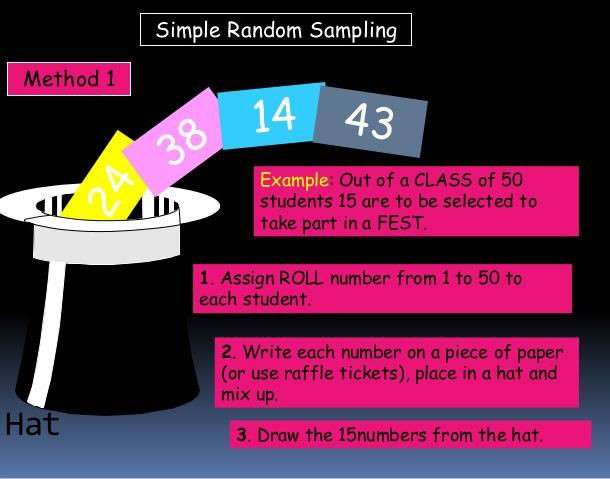 Simple Random Sampling
Method 1
24
38
14
43
Example: Out of a CLASS of 50
students 15 are to be selected to
take part in a FEST.
1. Assign ROLL number from 1 to 50 to
each student.
2. Write each number on a piece of paper
(or use raffle tickets), place in a hat and
mix up.
3. Draw the 15numbers from the hat.
Hat